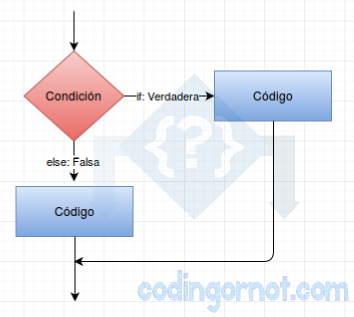 Condición
if: Verdadera
Código
else: Falsa
Código
{?}
codingornot.com